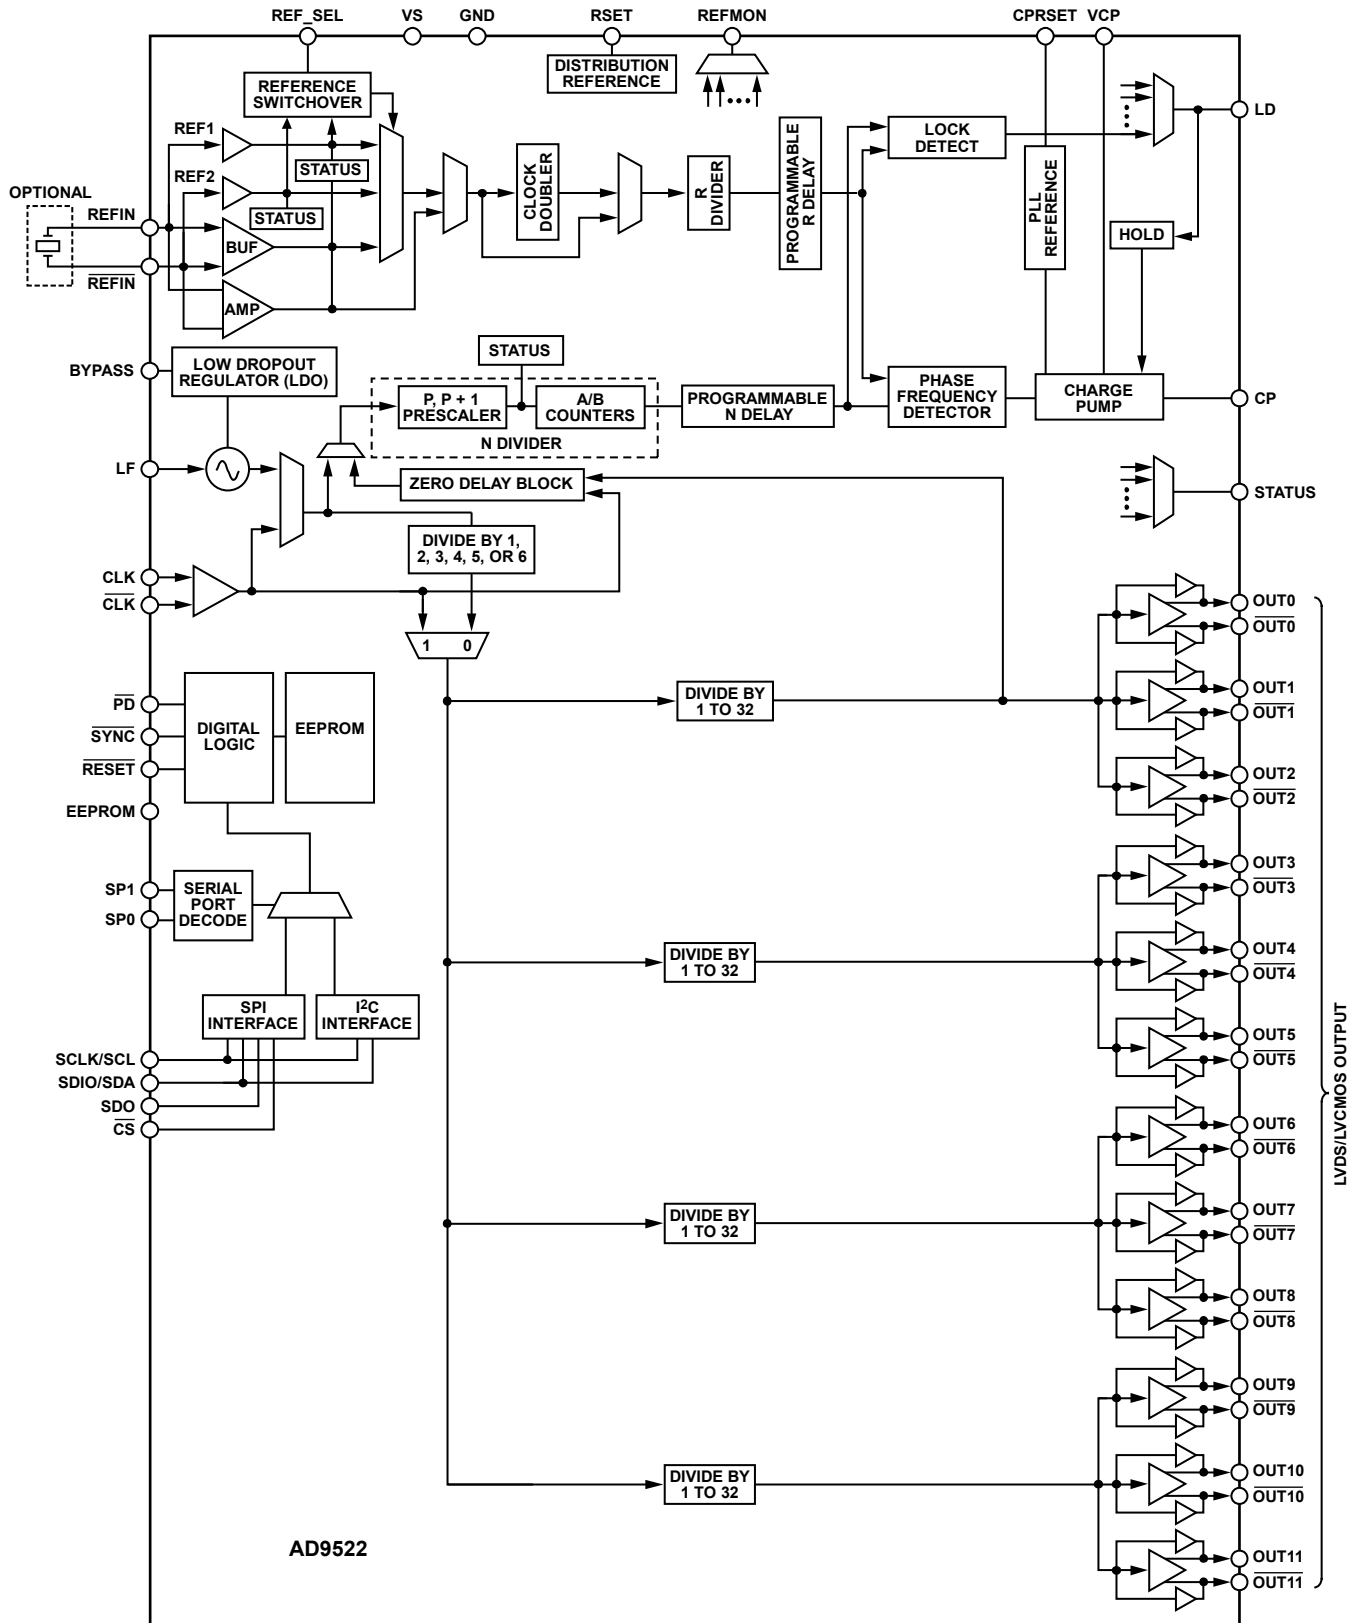 REF_SEL
VS
GND
RSET
REFMON
CPRSET
VCP
DISTRIBUTION
REFERENCE
REFERENCE
SWITCHOVER
REF1
REF2
STATUS
STATUS
OPTIONAL
REFIN
REFIN
BUF
AMP
CLOCK
DOUBLER
R
DIVIDER
PROGRAMMABLE
R DELAY
LOCK
DETECT
PLL
REFERENCE
LD
HOLD
BYPASS
LOW DROPOUT
REGULATOR (LDO)
STATUS
P, P + 1
PRESCALER
A/B
COUNTERS
N DIVIDER
PROGRAMMABLE
N DELAY
PHASE
FREQUENCY
DETECTOR
CHARGE
PUMP
CP
LF
ZERO DELAY BLOCK
STATUS
DIVIDE BY 1,
2, 3, 4, 5, OR 6
CLK
CLK
1
0
PD
SYNC
RESET
EEPROM
DIGITAL
LOGIC
EEPROM
SP1
SP0
SERIAL
PORT
DECODE
SPI
INTERFACE
I2C
INTERFACE
SCLK/SCL
SDIO/SDA
SDO
CS
DIVIDE BY
1 TO 32
DIVIDE BY
1 TO 32
DIVIDE BY
1 TO 32
DIVIDE BY
1 TO 32
OUT0
OUT0
OUT1
OUT1
OUT2
OUT2
OUT3
OUT3
OUT4
OUT4
OUT5
OUT5
OUT6
OUT6
OUT7
OUT7
OUT8
OUT8
OUT9
OUT9
OUT10
OUT10
OUT11
OUT11
LVDS/LVCMOS OUTPUT
AD9522